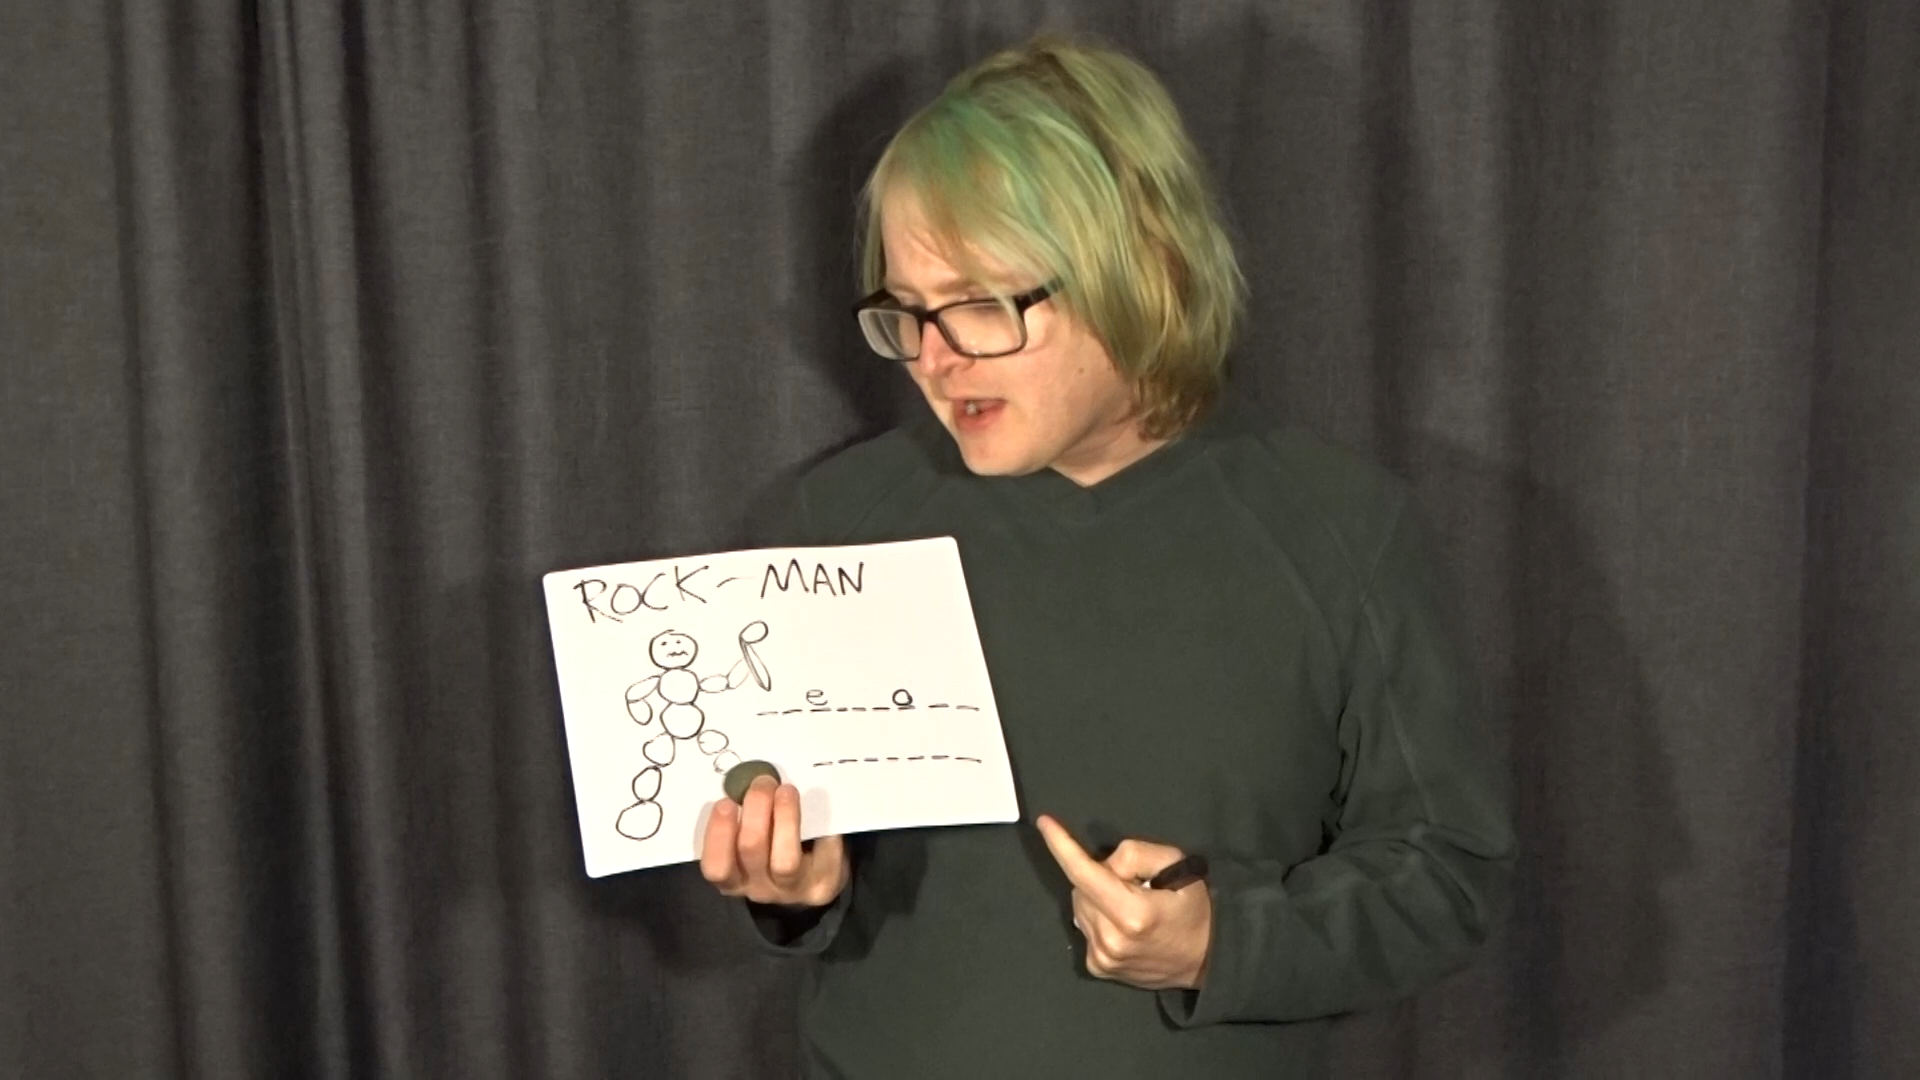 ROCK-MAN
_ _ e _ _ _ o _ _ _
_ _ _ _ _ _ _